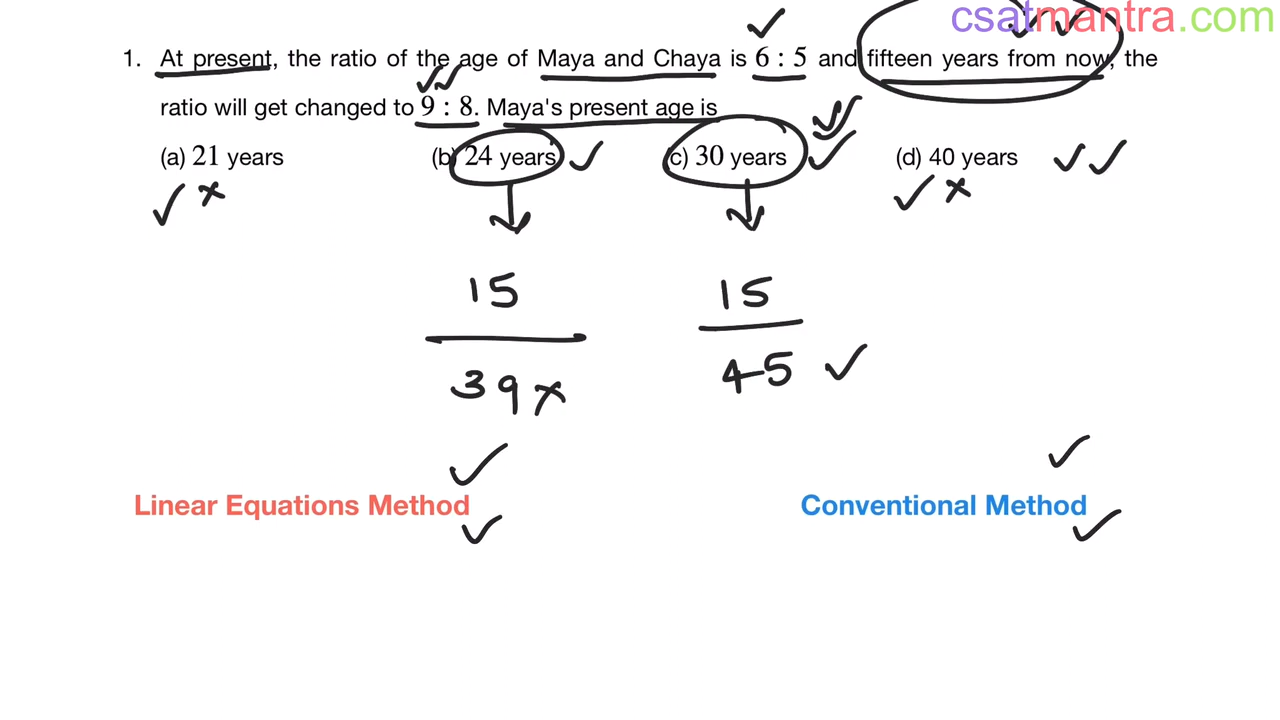 csatmantra.com
1. At present, the ratio of the age of Maya and Chaya is 6 : 5 and fifteen years from now, the
ratio will get changed to 9 : 8. Maya's present age is
(a) 21 years (b) 24 years (c) 30 years (d) 40 years
15 15
39 45
Linear Equations Method Conventional Method